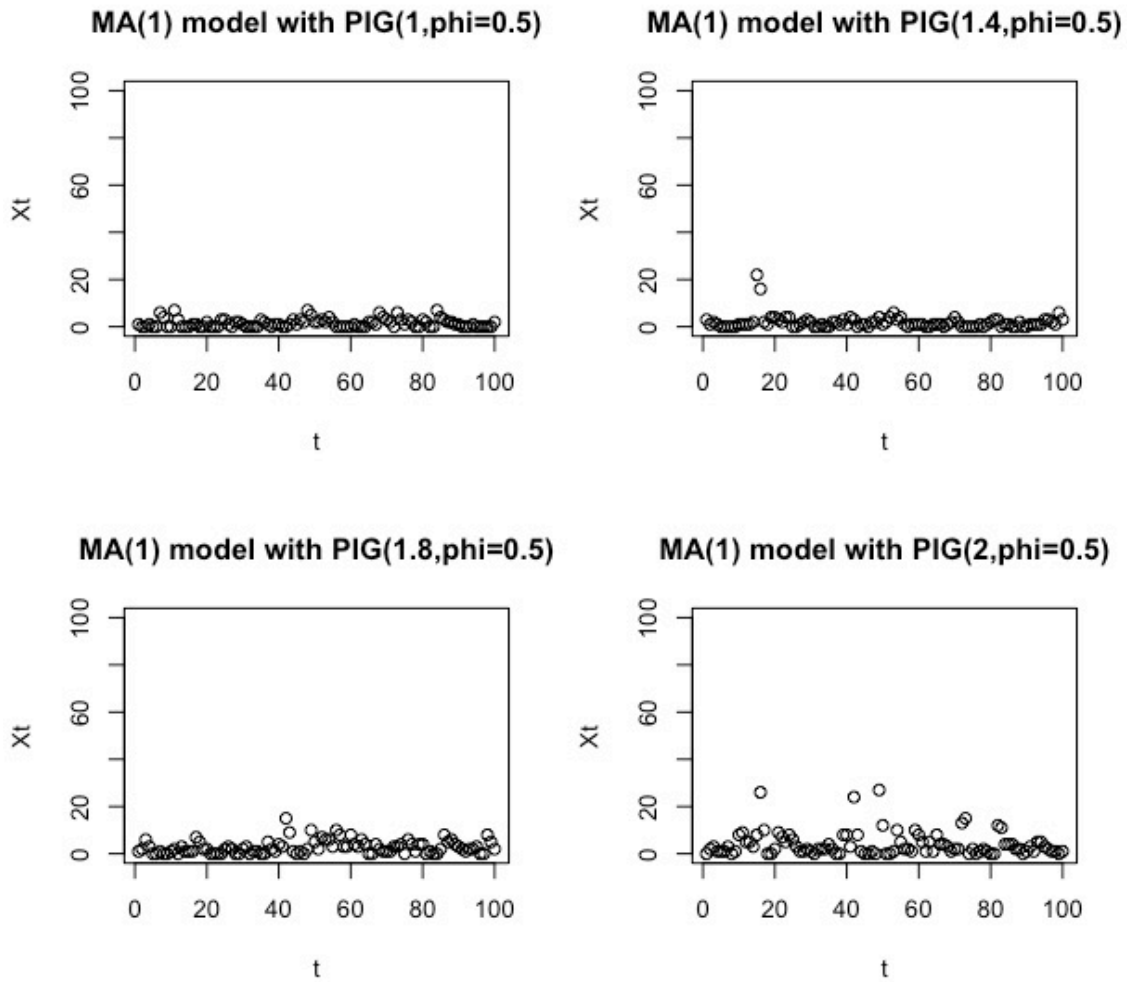 MA(1) model with PIG(1,phi=0.5)
MA(1) model with PIG(1.4,phi=0.5)
Xt
0 20 60 100
0 20 40 60 80 100
t
Xt
0 20 60 100
0 20 40 60 80 100
t
MA(1) model with PIG(1.8,phi=0.5)
MA(1) model with PIG(2,phi=0.5)
Xt
0 20 60 100
0 20 40 60 80 100
t
Xt
0 20 60 100
0 20 40 60 80 100
t